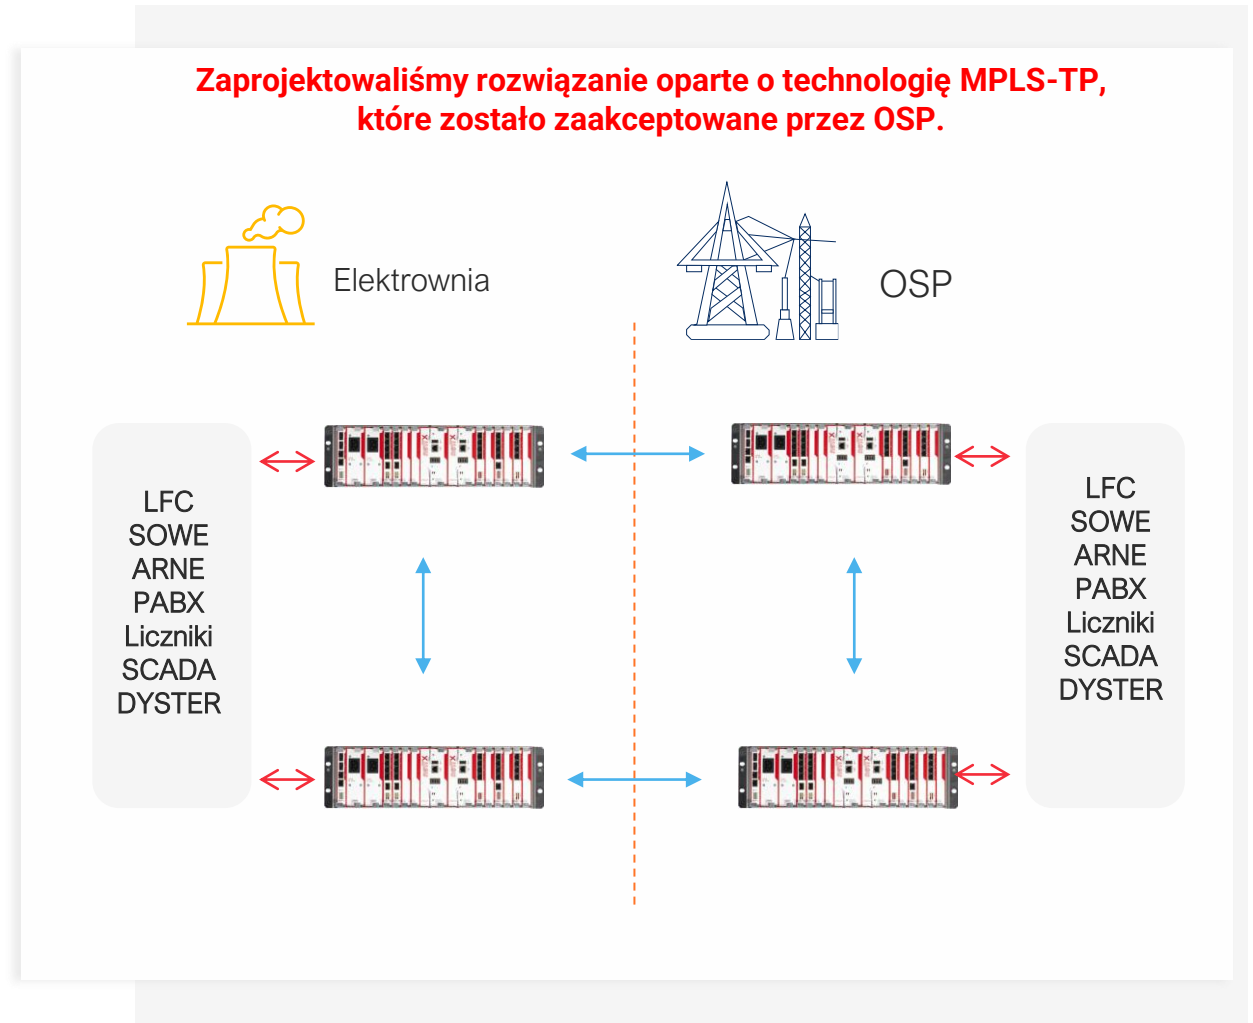 Zaprojektowaliśmy rozwiązanie oparte o technologię MPLS-TP,
które zostało zaakceptowane przez OSP.
Elektrownia
OSP
LFC
SOWE
ARNE
PABX
Liczniki
SCADA
DYSTER
LFC
SOWE
ARNE
PABX
Liczniki
SCADA
DYSTER